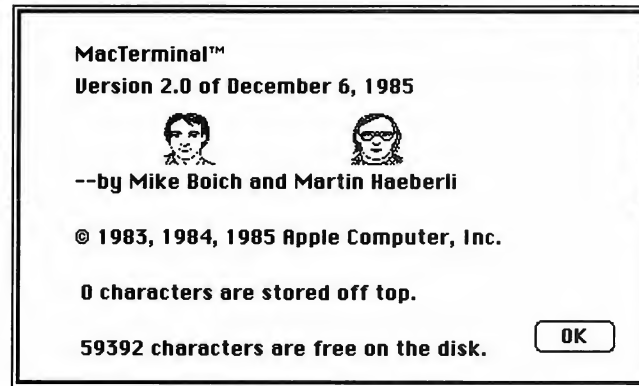 MacTerminal™
Version 2.0 of December 6, 1985
--by Mike Boich and Martin Haeberli
© 1983, 1984, 1985 Apple Computer, Inc.
0 characters are stored off top.
59392 characters are free on the disk.
OK